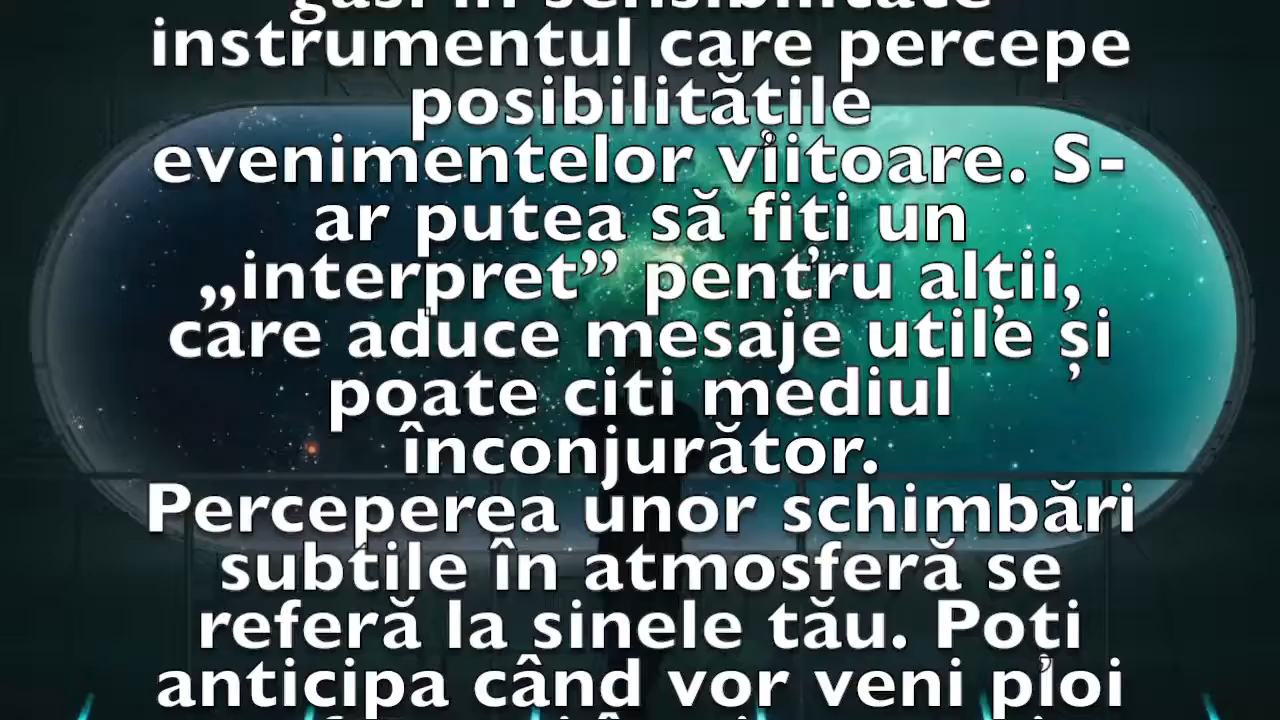 găsi în sensibilitate
instrumentul care percepe
posibilitățile
evenimentelor viitoare. S-
ar putea să fiți un
„interpret” pentru alții,
care aduce mesaje utile și
poate citi mediul
înconjurător.
Perceperea unor schimbări
subtile în atmosferă se
referă la sinele tău. Poți
anticipa când vor veni ploi